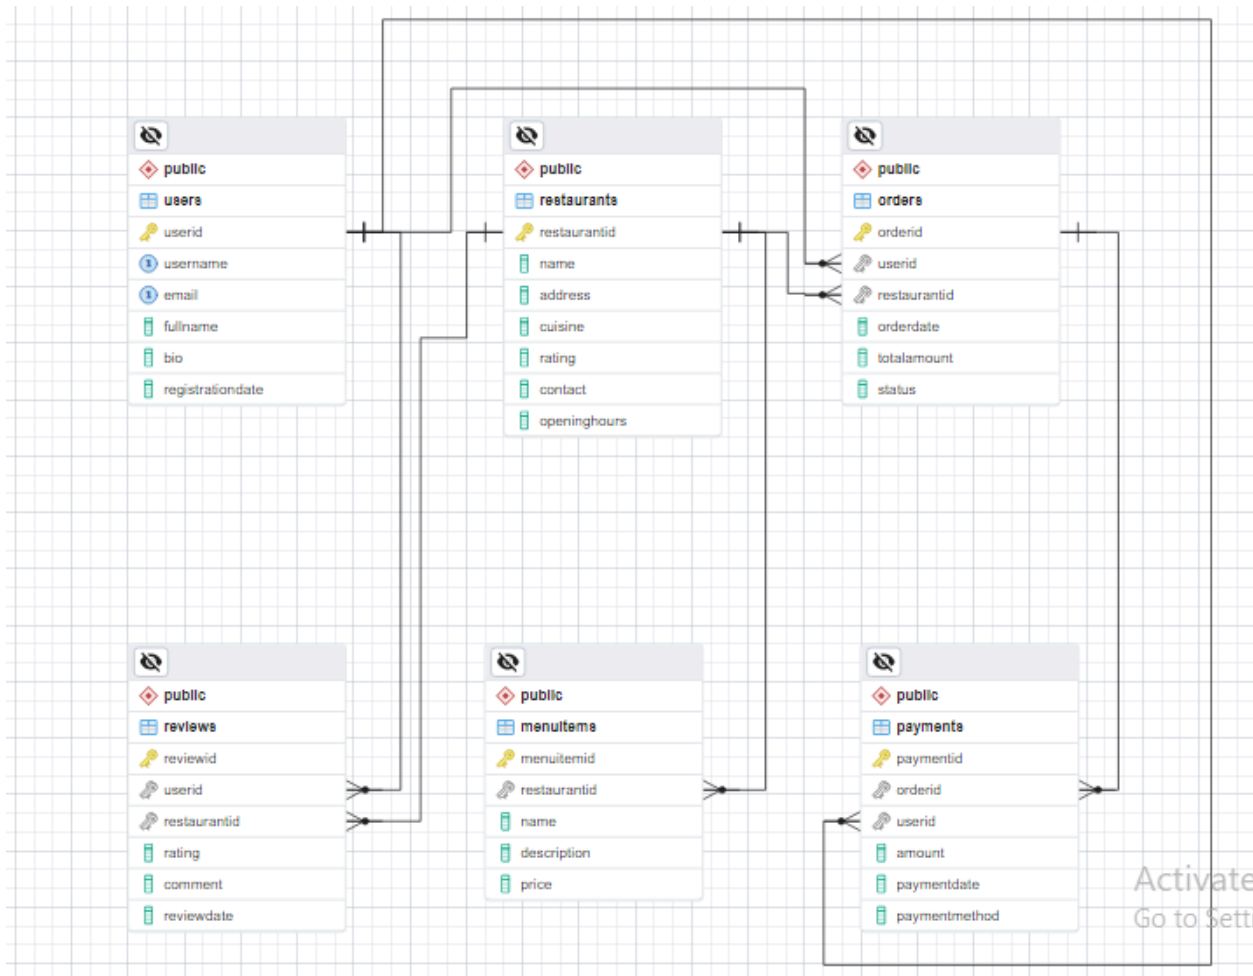 public
users
userid
username
email
fullname
bio
registrationdate
public
restaurants
restaurantid
name
address
cuisine
rating
contact
openinghours
public
orders
orderid
userid
restaurantid
orderdate
totalamount
status
public
reviews
reviewid
userid
restaurantid
rating
comment
reviewdate
public
menuitems
menuitemid
restaurantid
name
description
price
public
payments
paymentid
orderid
userid
amount
paymentdate
paymentmethod
Activate
Go to Setti